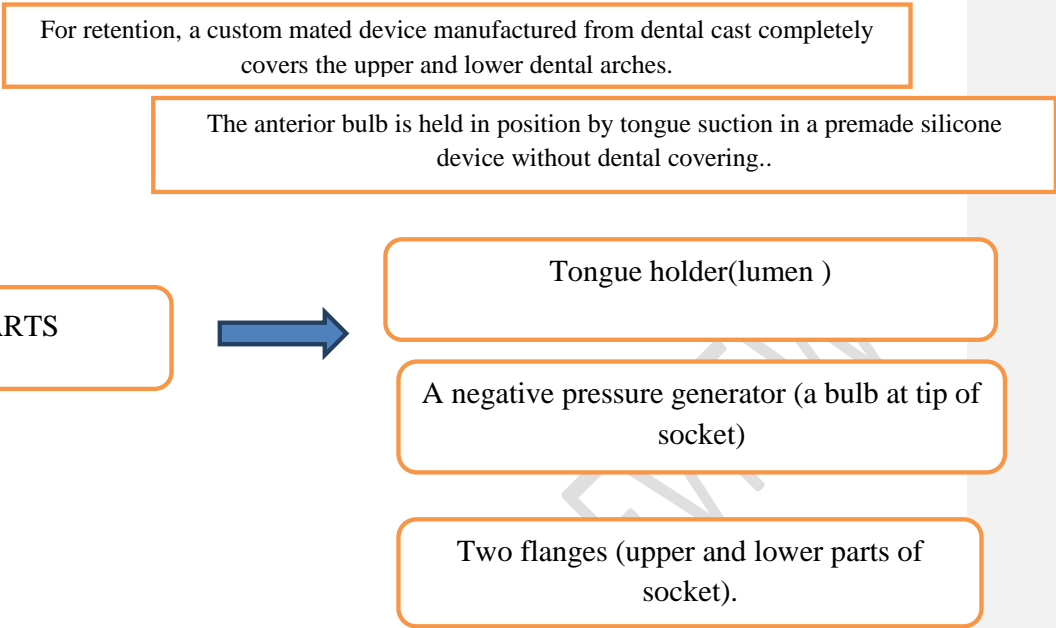 For retention, a custom mated device manufactured from dental cast completely
covers the upper and lower dental arches.
The anterior bulb is held in position by tongue suction in a premade silicone
device without dental covering..
Tongue holder(lumen )
ARTS
A negative pressure generator (a bulb at tip of
socket)
Two flanges (upper and lower parts of
socket).